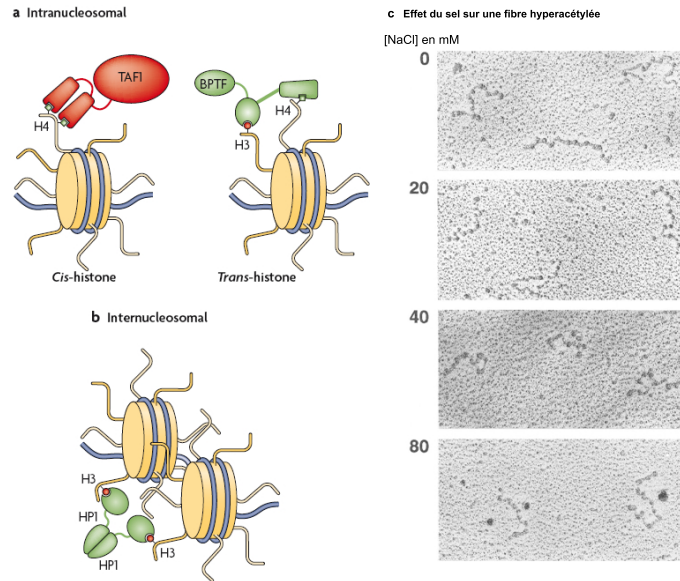 a Intranucleosomal
TAF1
H4
Cis-histone
BPTF
H4
H3
Trans-histone
b Internucleosomal
H3
HP1
HP1
H3
c Effet du sel sur une fibre hyperacétylée
[NaCl] en mM
0
20
40
80